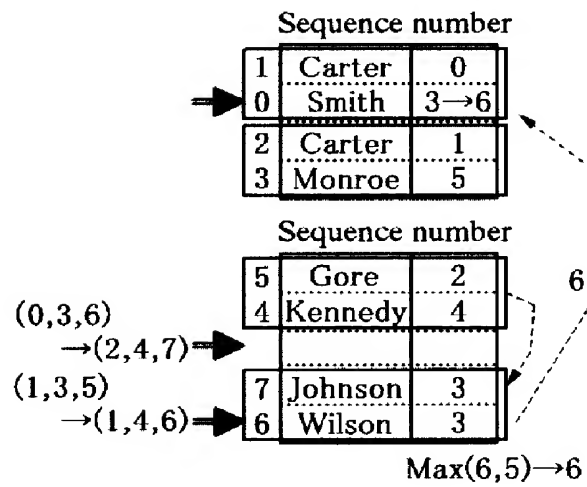 Sequence number
1 Carter 0
0 Smith 3→6
2 Carter 1
3 Monroe 5
Sequence number
5 Gore 2
6
4 Kennedy 4
(0,3,6)
→(2,4,7)
(1,3,5)
7 Johnson 3
→(1,4,6)
6 Wilson 3
Max(6,5)→6